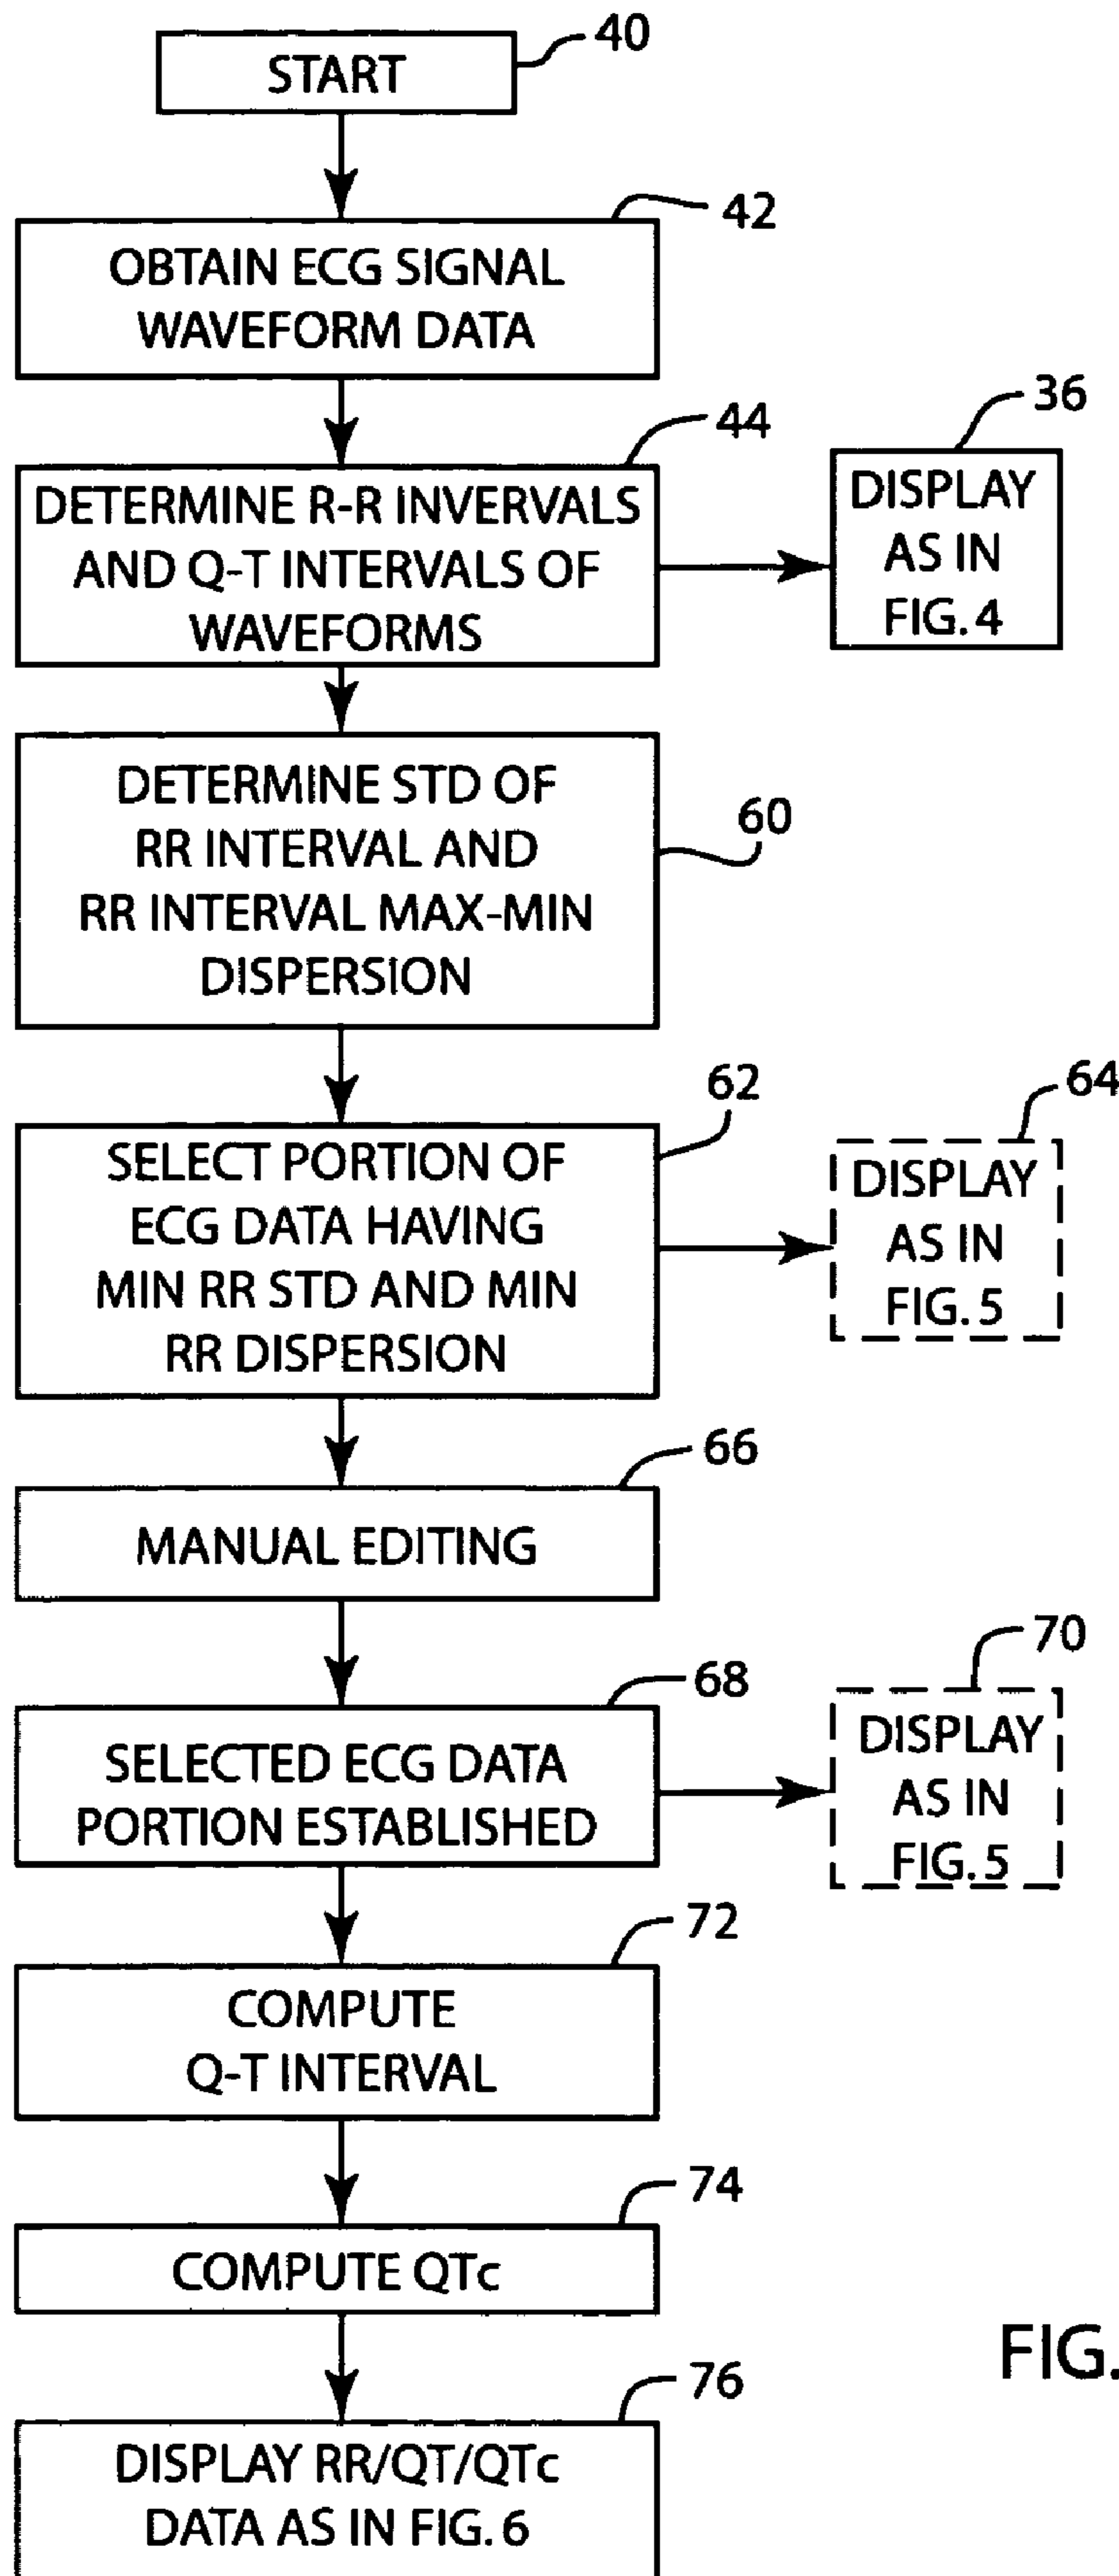 START
40
OBTAIN ECG SIGNAL
WAVEFORM DATA
42
DETERMINE R-R INVERVALS
AND Q-T INTERVALS OF
WAVEFORMS
44
DISPLAY
AS IN
FIG. 4
36
DETERMINE STD OF
RR INTERVAL AND
RR INTERVAL MAX-MIN
DISPERSION
60
SELECT PORTION OF
ECG DATA HAVING
MIN RR STD AND MIN
RR DISPERSION
62
DISPLAY
AS IN
FIG. 5
64
MANUAL EDITING
66
SELECTED ECG DATA
PORTION ESTABLISHED
68
DISPLAY
AS IN
FIG. 5
70
COMPUTE
Q-T INTERVAL
72
COMPUTE QTc
74
DISPLAY RR/QT/QTc
DATA AS IN FIG. 6
76
FIG.